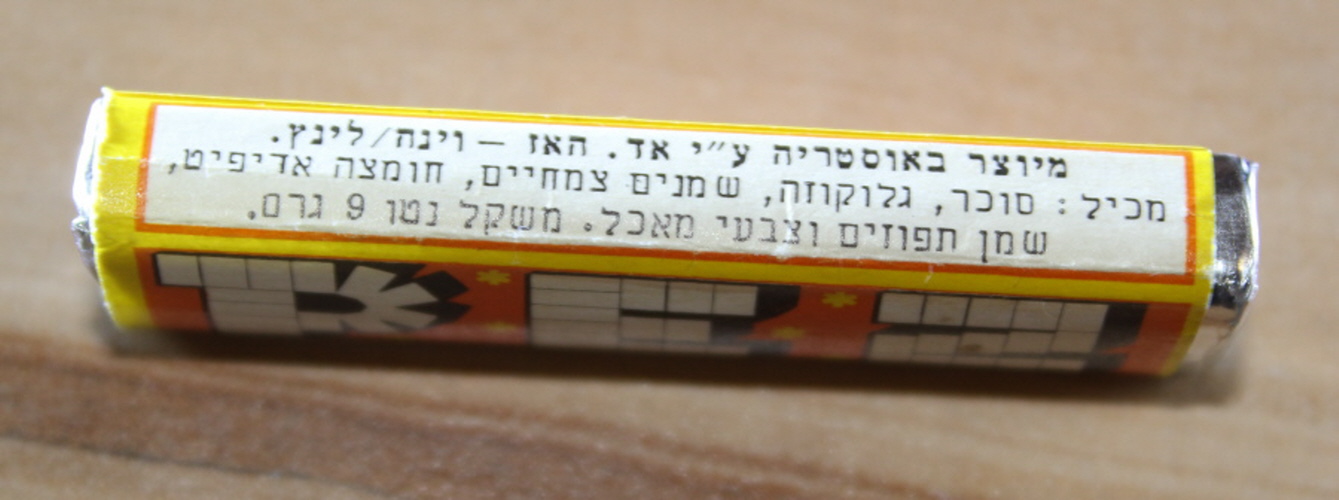 מיוצר באוסטריה ע״י אד. האז – וינה/לינץ.
מכיל: סוכר, גלוקוזה, שמנים צמחיים, חומצה אדיפיט,
שמן תפוזים וצבעי מאכל. משקל נטו 9 גרם.